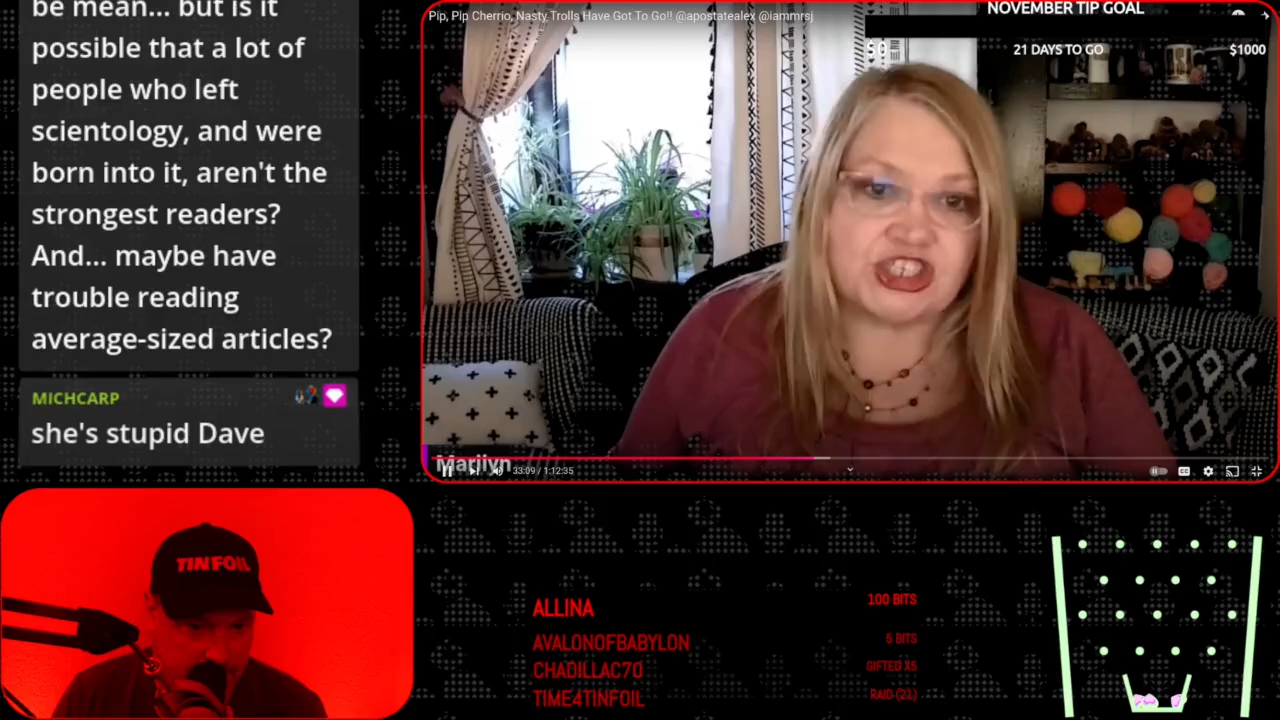 be mean... but is it
possible that a lot of
people who left
scientology, and were
born into it, aren't the
strongest readers?
And... maybe have
trouble reading
average-sized articles?
MICHCARP
she's stupid Dave
Pip, Pip Cherrio, Nasty Trolls Have Got To Go!! @apostatealex @iammrsj
NOVEMBER TIP GOAL
$0 21 DAYS TO GO $1000
Marilyn
33:09 / 1:12:35
CC
TINFOIL
ALLINA 100 BITS
AVALONOFBABYLON 5 BITS
CHADILLAC70 GIFTED X5
TIME4TINFOIL RAID (21)